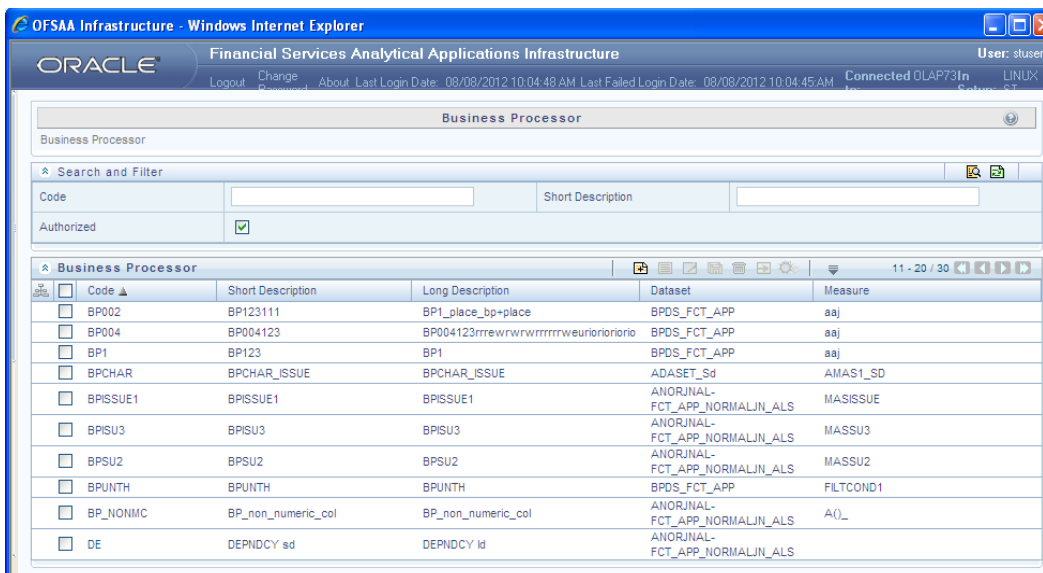 OFSAA Infrastructure - Windows Internet Explorer
ORACLE
Financial Services Analytical Applications Infrastructure
User: stuser
Logout Change About Last Login Date: 08/08/2012 10:04:48 AM Last Failed Login Date: 08/08/2012 10:04:45:AM Connected OLAP73In LINUX
Business Processor
Business Processor
Search and Filter
Code Short Description
Authorized
Business Processor 11 - 20 / 30
Code Short Description Long Description Dataset Measure
BP002 BP123111 BP1_place_bp+place BPDS_FCT_APP aaj
BP004 BP004123 BP004123rrrewrwrwrrrrrrweuriorioriorio BPDS_FCT_APP aaj
BP1 BP123 BP1 BPDS_FCT_APP aaj
BPCHAR BPCHAR_ISSUE BPCHAR_ISSUE ADASET_Sd AMAS1_SD
BPISSUE1 BPISSUE1 BPISSUE1 ANORJNAL-
FCT_APP_NORMALJN_ALS MASISSUE
BPISU3 BPISU3 BPISU3 ANORJNAL-
FCT_APP_NORMALJN_ALS MASSU3
BPSU2 BPSU2 BPSU2 ANORJNAL-
FCT_APP_NORMALJN_ALS MASSU2
BPUNTH BPUNTH BPUNTH BPDS_FCT_APP FILTCOND1
BP_NONMC BP_non_numeric_col BP_non_numeric_col ANORJNAL-
FCT_APP_NORMALJN_ALS A()_
DE DEPNDCY sd DEPNDCY ld ANORJNAL-
FCT_APP_NORMALJN_ALS